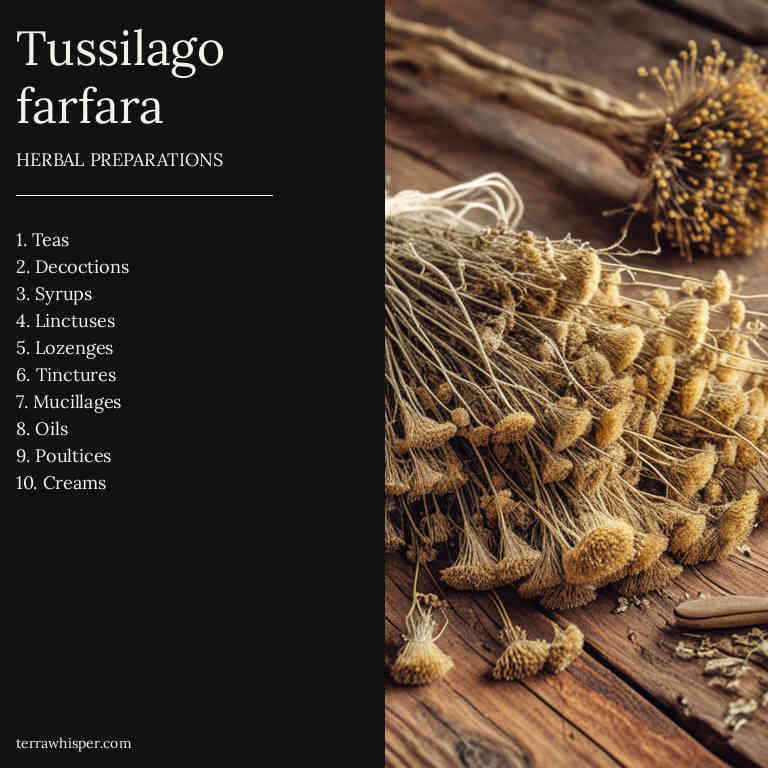 Tussilago
farfara
HERBAL PREPARATIONS
1. Teas
2. Decoctions
3. Syrups
4. Linctuses
5. Lozenges
6. Tinctures
7. Mucillages
8. Oils
9. Poultices
10. Creams
terrawhisper.com